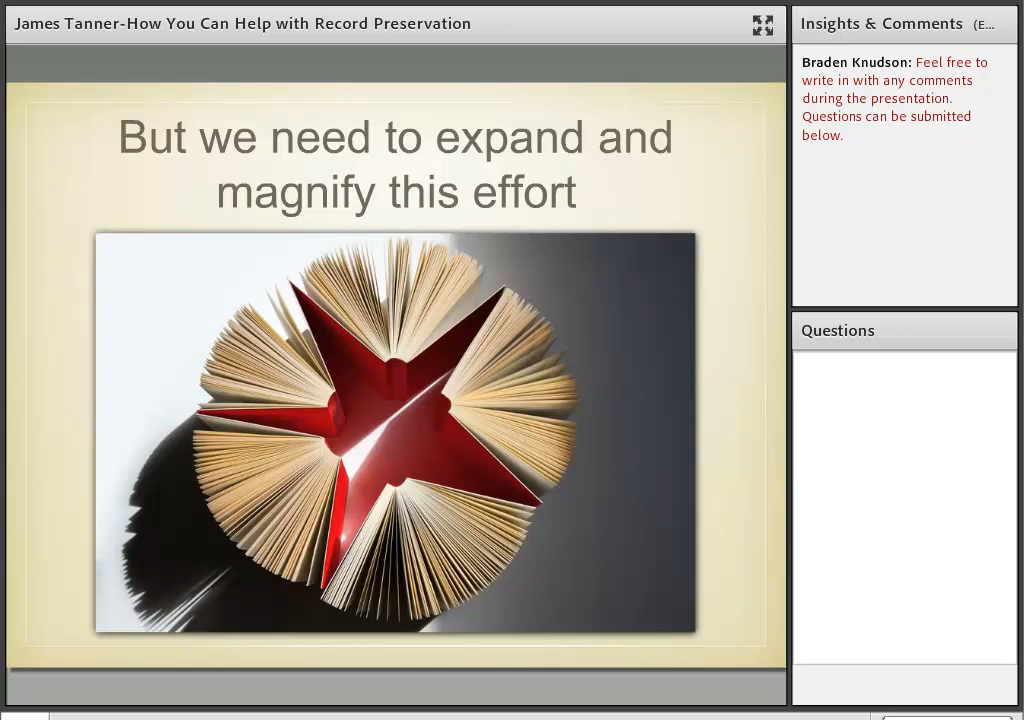 James Tanner-How You Can Help with Record Preservation
But we need to expand and
magnify this effort
Insights & Comments (E...
Braden Knudson: Feel free to
write in with any comments
during the presentation.
Questions can be submitted
below.
Questions